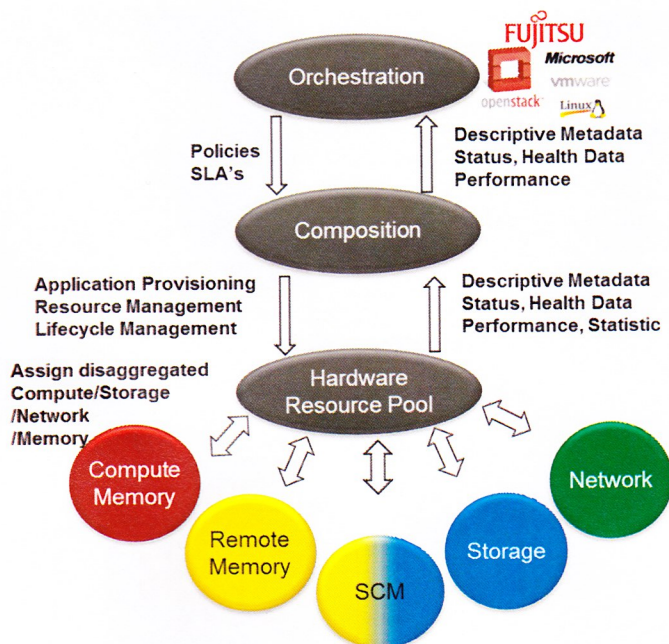 FUJITSU
Orchestration
Microsoft
vmware
openstack
Linux
Policies
SLA's
Descriptive Metadata
Status, Health Data
Performance
Composition
Application Provisioning
Resource Management
Lifecycle Management
Descriptive Metadata
Status, Health Data
Performance, Statistic
Assign disaggregated
Compute/Storage
/Network
/Memory
Hardware
Resource Pool
Compute
Memory
Remote
Memory
SCM
Storage
Network